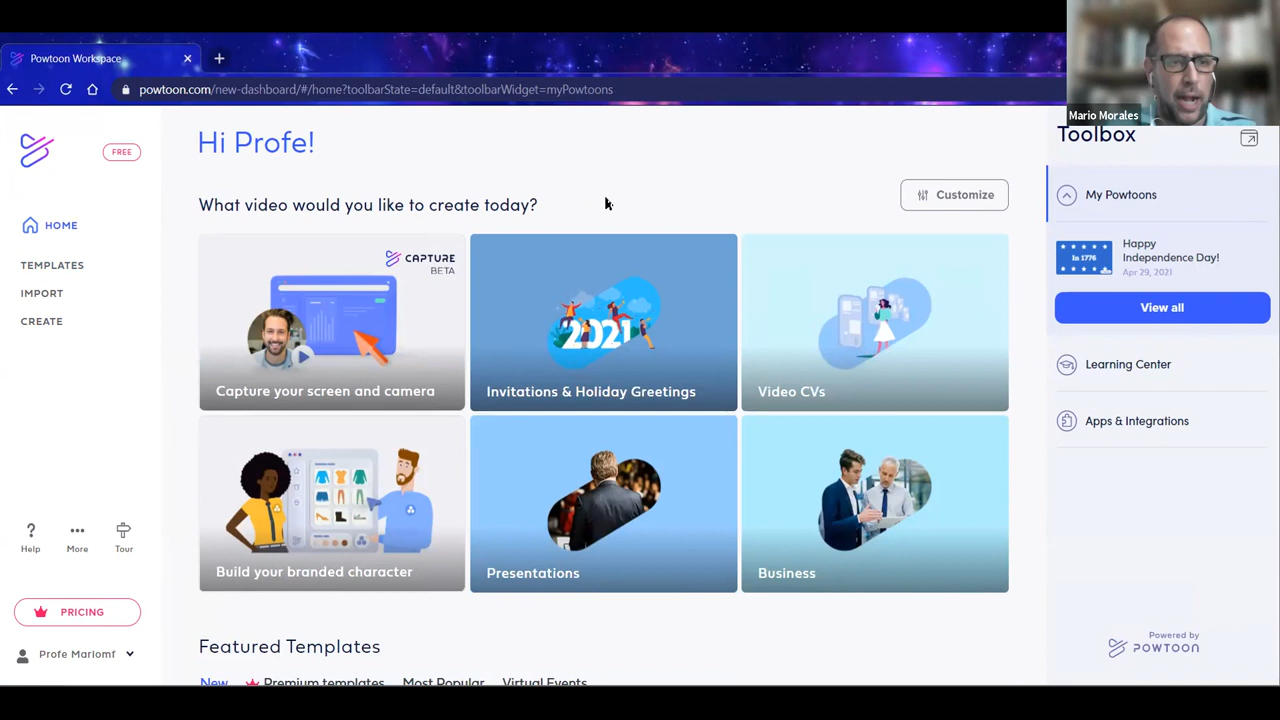 Powtoon Workspace
powtoon.com/new-dashboard/#/home?toolbarState=default&toolbarWidget=myPowtoons
Mario Morales
FREE
HOME
TEMPLATES
IMPORT
CREATE
? Help
More
Tour
PRICING
Profe Mariomf
Hi Profe!
What video would you like to create today?
Customize
CAPTURE
BETA
Capture your screen and camera
2021
Invitations & Holiday Greetings
Video CVs
Build your branded character
Presentations
Business
Featured Templates
New Premium templates Most Popular Virtual Events
Toolbox
My Powtoons
In 1776
Happy
Independence Day!
Apr 29, 2021
View all
Learning Center
Apps & Integrations
Powered by
POWTOON